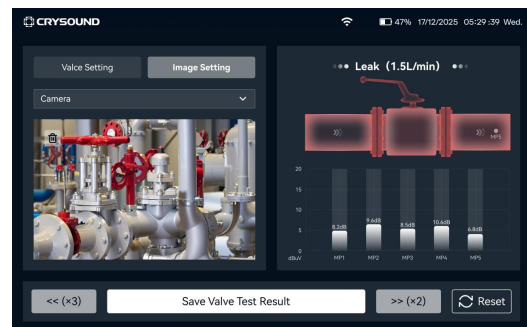 CRYSOUND
47% 17/12/2025 05:29:39 Wed.
Valce Setting
Image Setting
Camera
Leak (1.5L/min)
MP5
20
15
10
5
0
dBuV
8.2dB
9.6dB
8.5dB
10.6dB
6.8dB
MP1
MP2
MP3
MP4
MP5
<< (×3)
Save Valve Test Result
>> (×2)
Reset